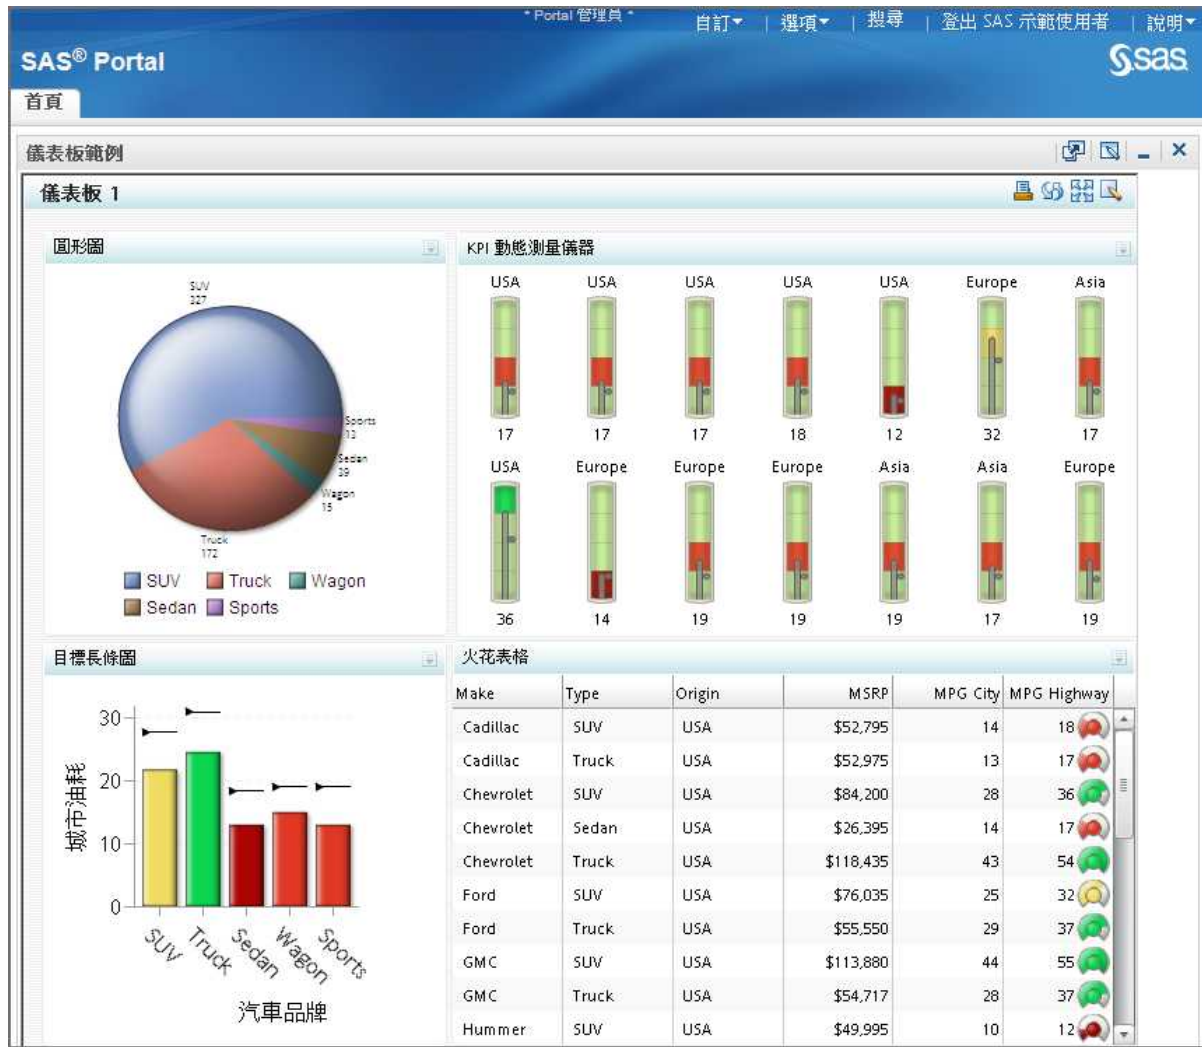 * Portal 管理員 *
自訂 | 選項 | 搜尋 | 登出 SAS 示範使用者 | 說明
SAS® Portal
sas
首頁
儀表板範例
儀表板 1
圓形圖
SUV
327
Sports
13
Sedan
39
Wagon
15
Truck
172
SUV Truck Wagon
Sedan Sports
KPI 動態測量儀器
USA USA USA USA USA Europe Asia
17 17 17 18 12 32 17
USA Europe Europe Europe Asia Asia Europe
36 14 19 19 19 17 19
目標長條圖
城市油耗
30
20
10
0
SUV Truck Sedan Wagon Sports
汽車品牌
火花表格
Make Type Origin MSRP MPG City MPG Highway
Cadillac SUV USA $52,795 14 18
Cadillac Truck USA $52,975 13 17
Chevrolet SUV USA $84,200 28 36
Chevrolet Sedan USA $26,395 14 17
Chevrolet Truck USA $118,435 43 54
Ford SUV USA $76,035 25 32
Ford Truck USA $55,550 29 37
GMC SUV USA $113,880 44 55
GMC Truck USA $54,717 28 37
Hummer SUV USA $49,995 10 12